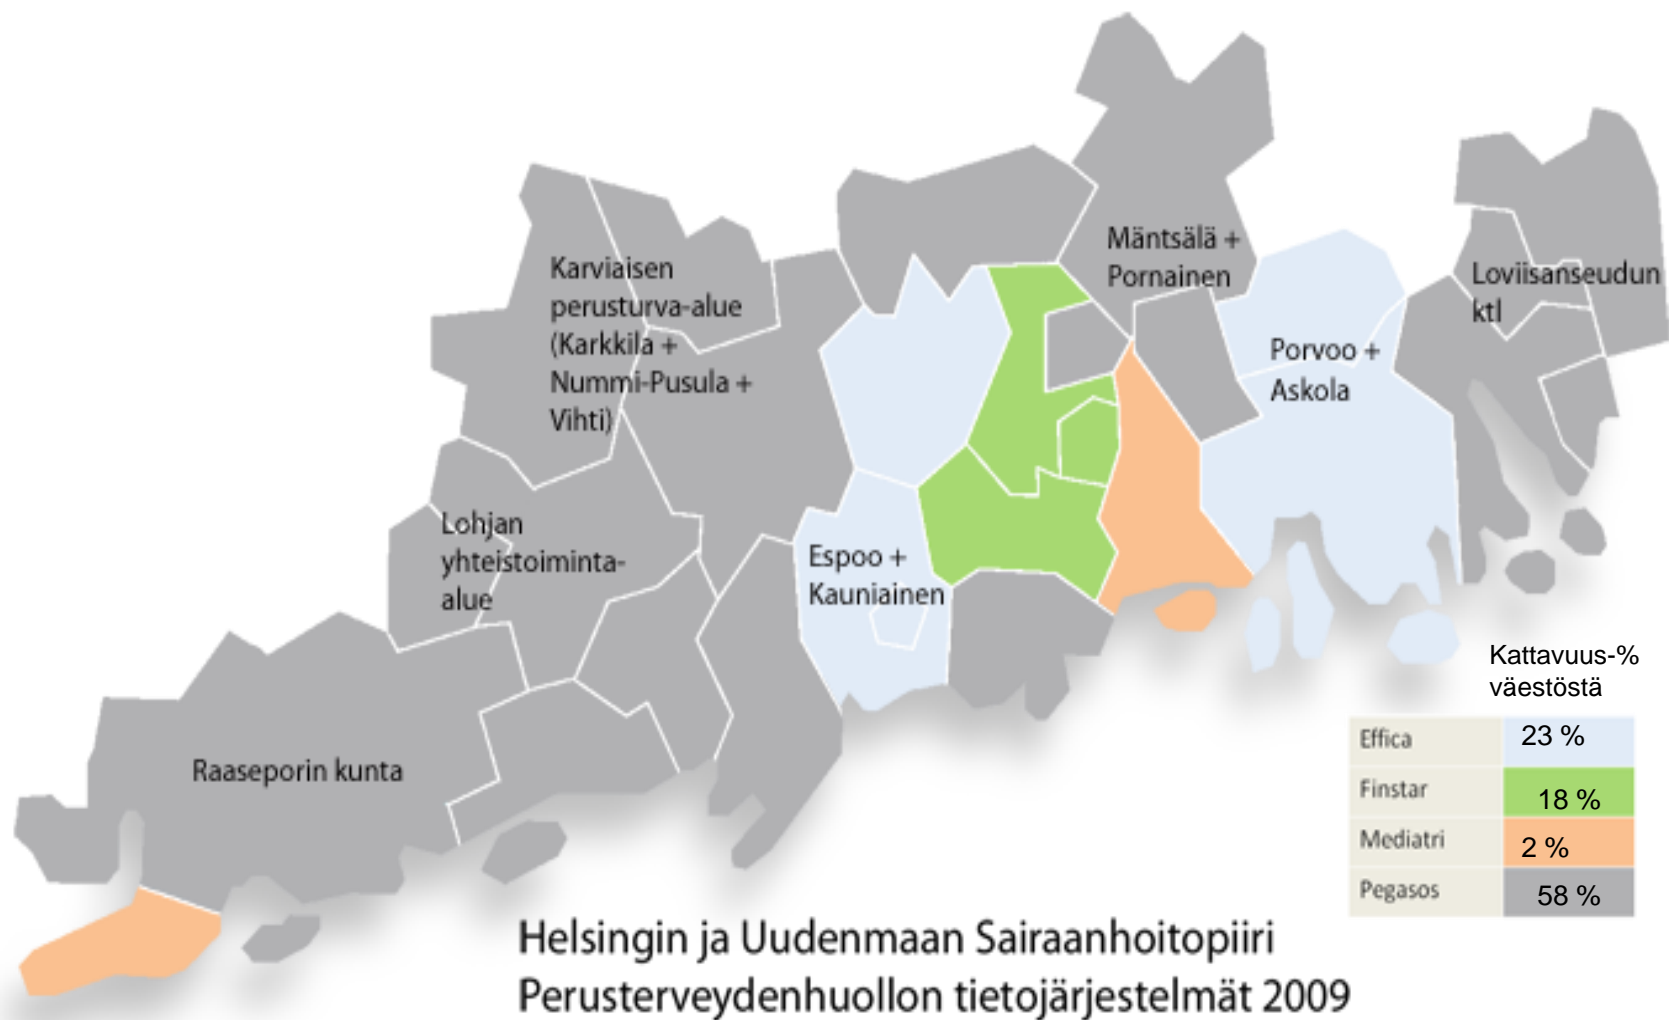 Mäntsälä +
Pornainen
Karviaisen
perusturva-alue
(Karkkila +
Nummi-Pusula +
Vihti)
Loviisanseudun
ktl
Porvoo +
Askola
Lohjan
yhteistoiminta-
alue
Espoo +
Kauniainen
Raaseporin kunta
Kattavuus-%
väestöstä
Effica 23 %
Finstar 18 %
Mediatri 2 %
Pegasos 58 %
Helsingin ja Uudenmaan Sairaanhoitopiiri
Perusterveydenhuollon tietojärjestelmät 2009